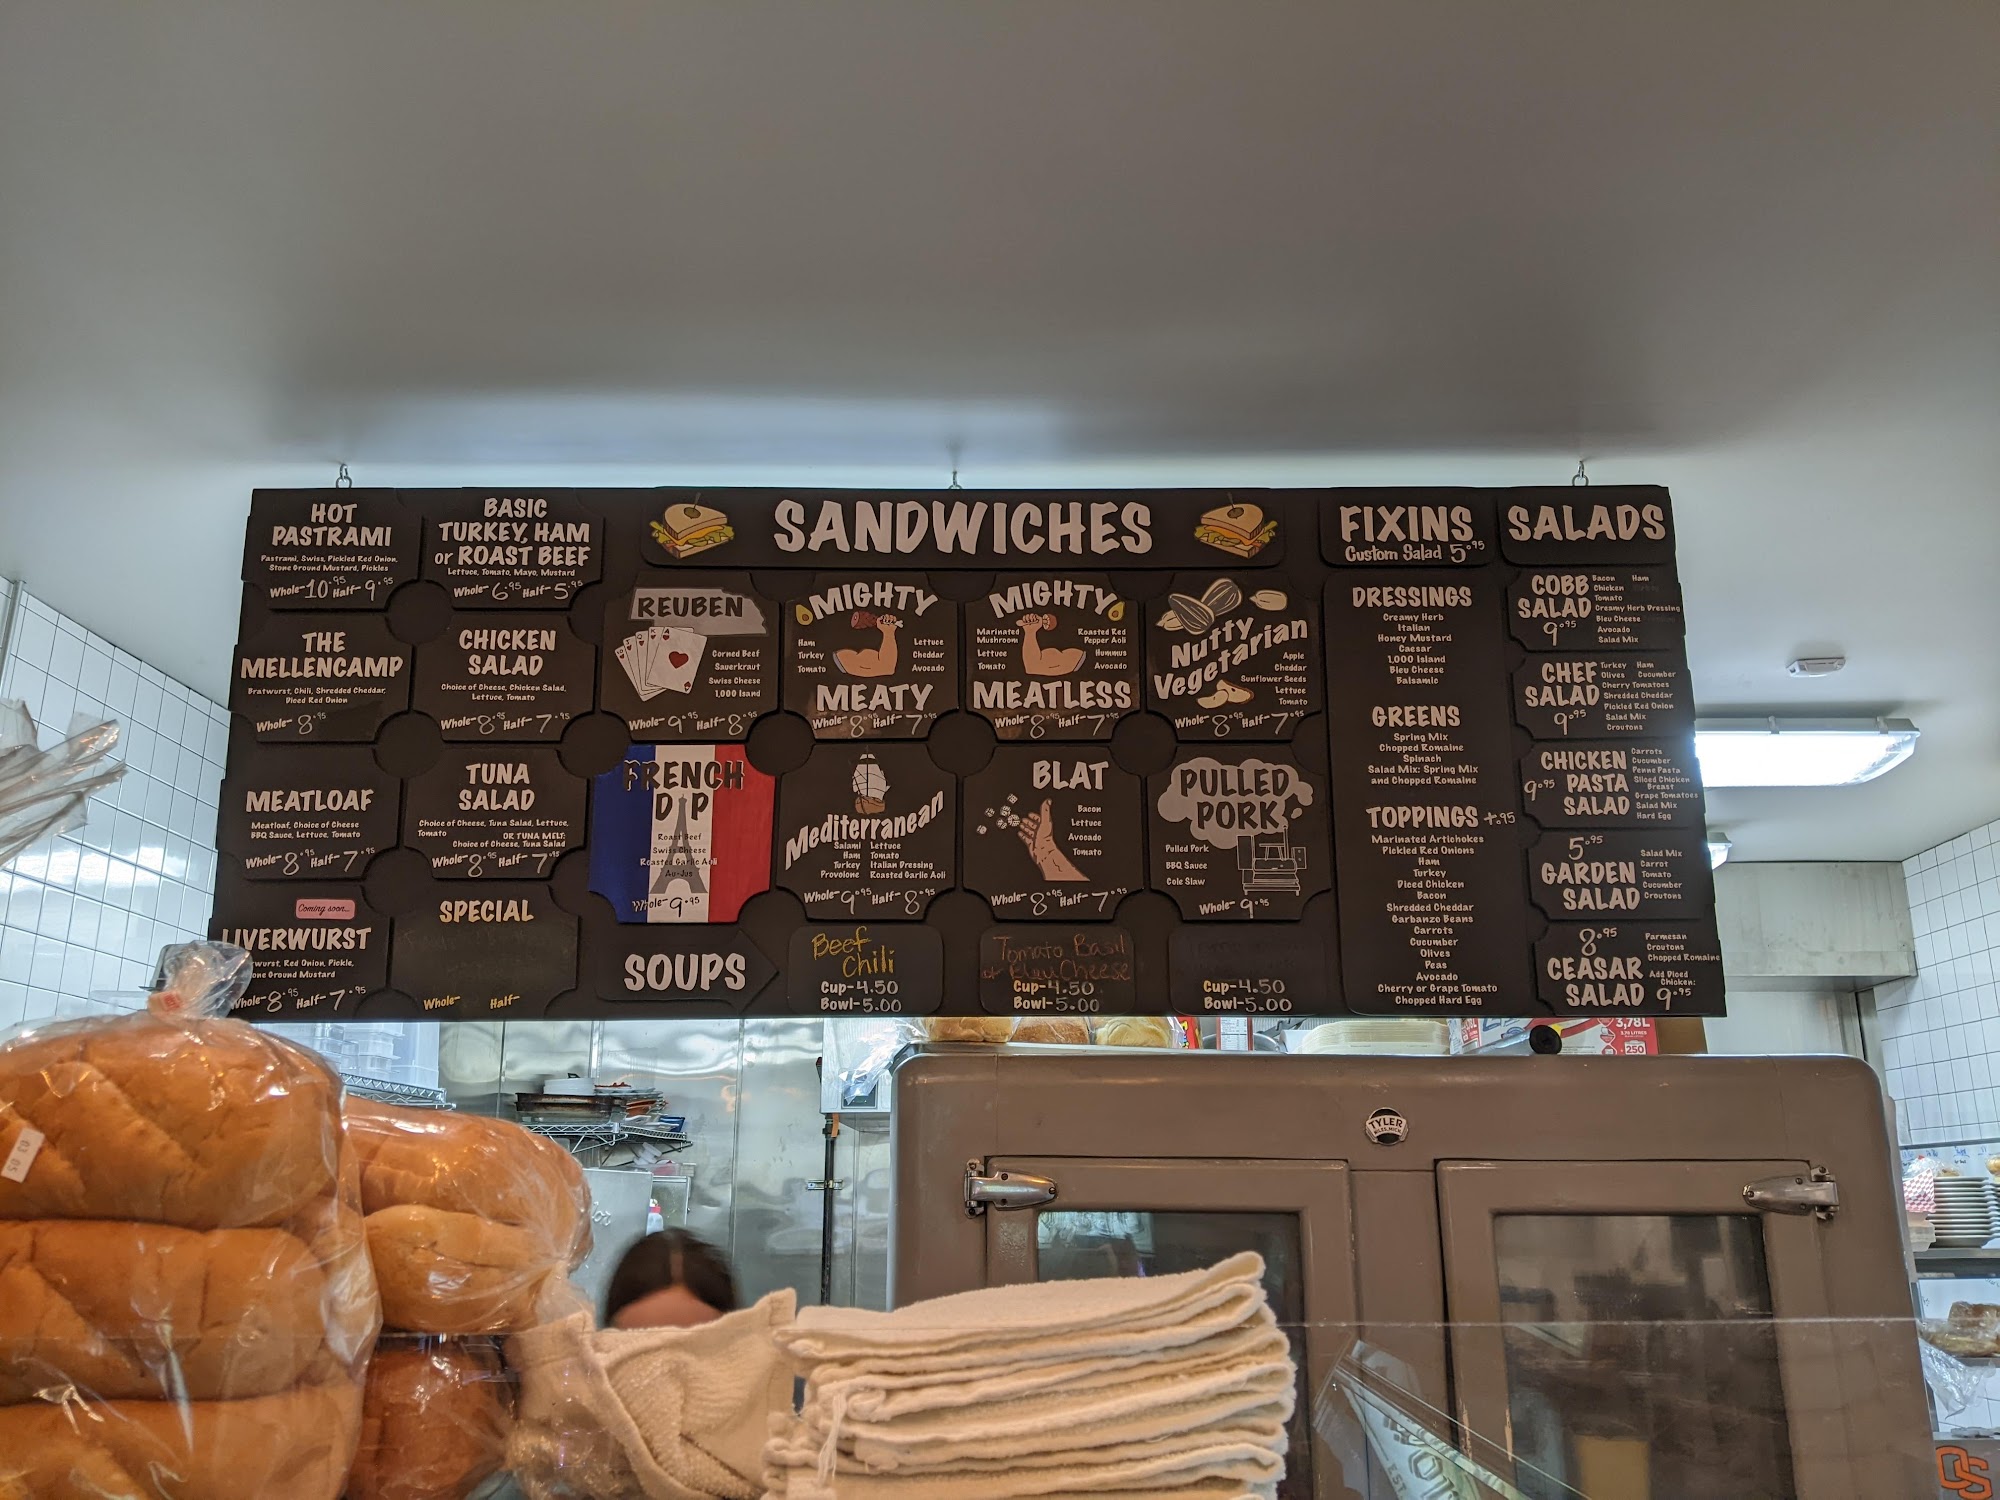 HOT
PASTRAMI
Pastrami, Swiss, Pickled Red Onion,
Stone Ground Mustard, Pickles
Whole-10.95 Half-9.95
BASIC
TURKEY, HAM
or ROAST BEEF
Lettuce, Tomato, Mayo, Mustard
Whole-6.95 Half-5.95
SANDWICHES
THE
MELLENCAMP
Bratwurst, Chili, Shredded Cheddar,
Diced Red Onion
Whole-8.95
CHICKEN
SALAD
Choice of Cheese, Chicken Salad,
Lettuce, Tomato
Whole-8.95 Half-7.95
REUBEN
Corned Beef
Sauerkraut
Swiss Cheese
1,000 Island
Whole-9.95 Half-8.95
MIGHTY
Ham
Turkey
Tomato
Lettuce
Cheddar
Avocado
MEATY
Whole-8.95 Half-7.95
MIGHTY
Marinated
Mushroom
Lettuce
Tomato
Roasted Red
Pepper Aoli
Hummus
Avocado
MEATLESS
Whole-8.95 Half-7.95
Nutty
Vegetarian
Apple
Cheddar
Sunflower Seeds
Lettuce
Tomato
Whole-8.95 Half-7.95
MEATLOAF
Meatloaf, Choice of Cheese
BBQ Sauce, Lettuce, Tomato
Whole-8.95 Half-7.95
TUNA
SALAD
Choice of Cheese, Tuna Salad, Lettuce,
Tomato
OR TUNA MELT:
Choice of Cheese, Tuna Salad
Whole-8.95 Half-7.95
FRENCH
DIP
Roast Beef
Swiss Cheese
Roasted Garlic Aoli
Au-Jus
Whole-9.95
Mediterranean
Salami
Ham
Turkey
Provolone
Lettuce
Tomato
Italian Dressing
Roasted Garlic Aoli
Whole-9.95 Half-8.95
BLAT
Bacon
Lettuce
Avocado
Tomato
Whole-8.95 Half-7.95
PULLED
PORK
Pulled Pork
BBQ Sauce
Cole Slaw
Whole-9.95
Coming soon...
LIVERWURST
wurst, Red Onion, Pickle,
one Ground Mustard
Whole-8.95 Half-7.95
SPECIAL
Whole- Half-
SOUPS
Beef
Chili
Cup-4.50
Bowl-5.00
Tomato Basil
or Bleu Cheese
Cup-4.50
Bowl-5.00
Cup-4.50
Bowl-5.00
FIXINS
Custom Salad 5.95
DRESSINGS
Creamy Herb
Italian
Honey Mustard
Caesar
1,000 Island
Bleu Cheese
Balsamic
GREENS
Spring Mix
Chopped Romaine
Spinach
Salad Mix: Spring Mix
and Chopped Romaine
TOPPINGS +.95
Marinated Artichokes
Pickled Red Onions
Ham
Turkey
Diced Chicken
Bacon
Shredded Cheddar
Garbanzo Beans
Carrots
Cucumber
Olives
Peas
Avocado
Cherry or Grape Tomato
Chopped Hard Egg
SALADS
COBB
SALAD
9.95
Bacon Ham
Chicken
Tomato
Creamy Herb Dressing
Bleu Cheese
Avocado
Salad Mix
CHEF
SALAD
9.95
Turkey Ham
Olives Cucumber
Cherry Tomatoes
Shredded Cheddar
Pickled Red Onion
Salad Mix
Croutons
CHICKEN
9.95 PASTA
SALAD
Carrots
Cucumber
Penne Pasta
Sliced Chicken
Breast
Grape Tomatoes
Salad Mix
Hard Egg
5.95
GARDEN
SALAD
Salad Mix
Carrot
Tomato
Cucumber
Croutons
8.95
CEASAR
SALAD
Parmesan
Croutons
Chopped Romaine
Add Diced
Chicken:
9.95
3,78L
250
TYLER
NILES, MICH.
OS